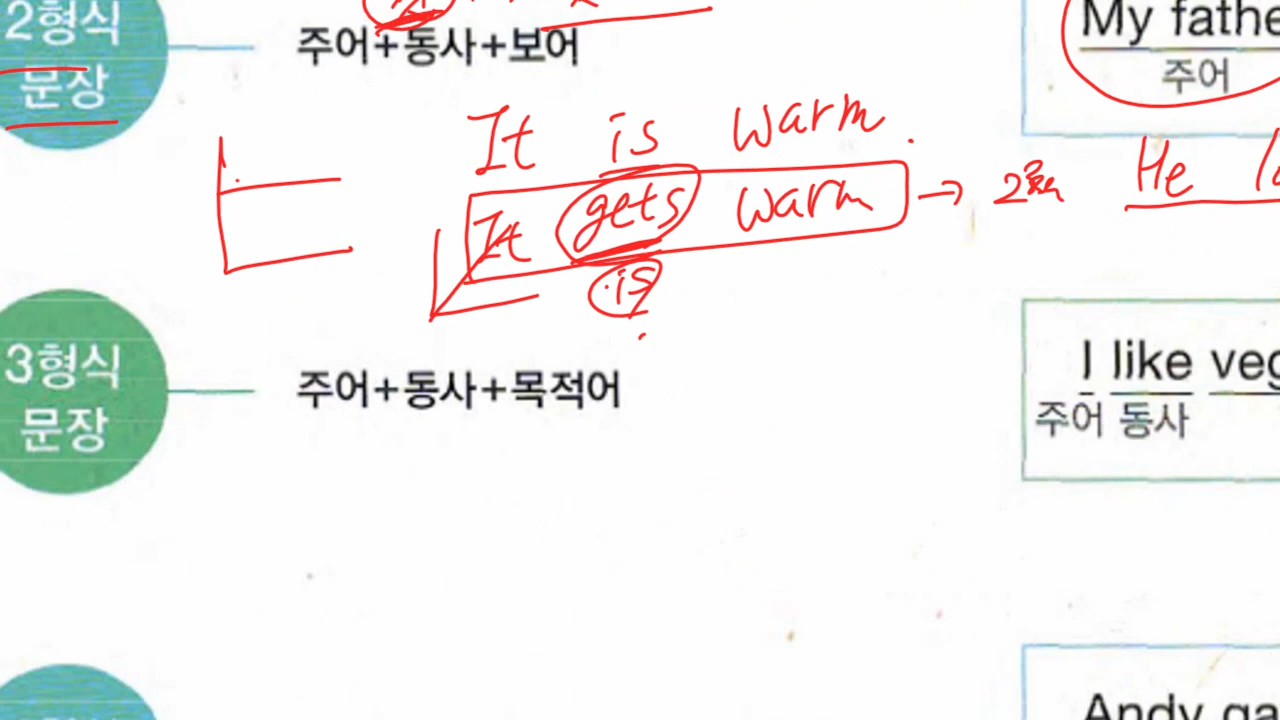 2형식
문장
주어+동사+보어
My fathe
주어
It is warm.
It gets warm → 2형식
He
is
3형식
문장
주어+동사+목적어
I like veg
주어 동사
Andy ga